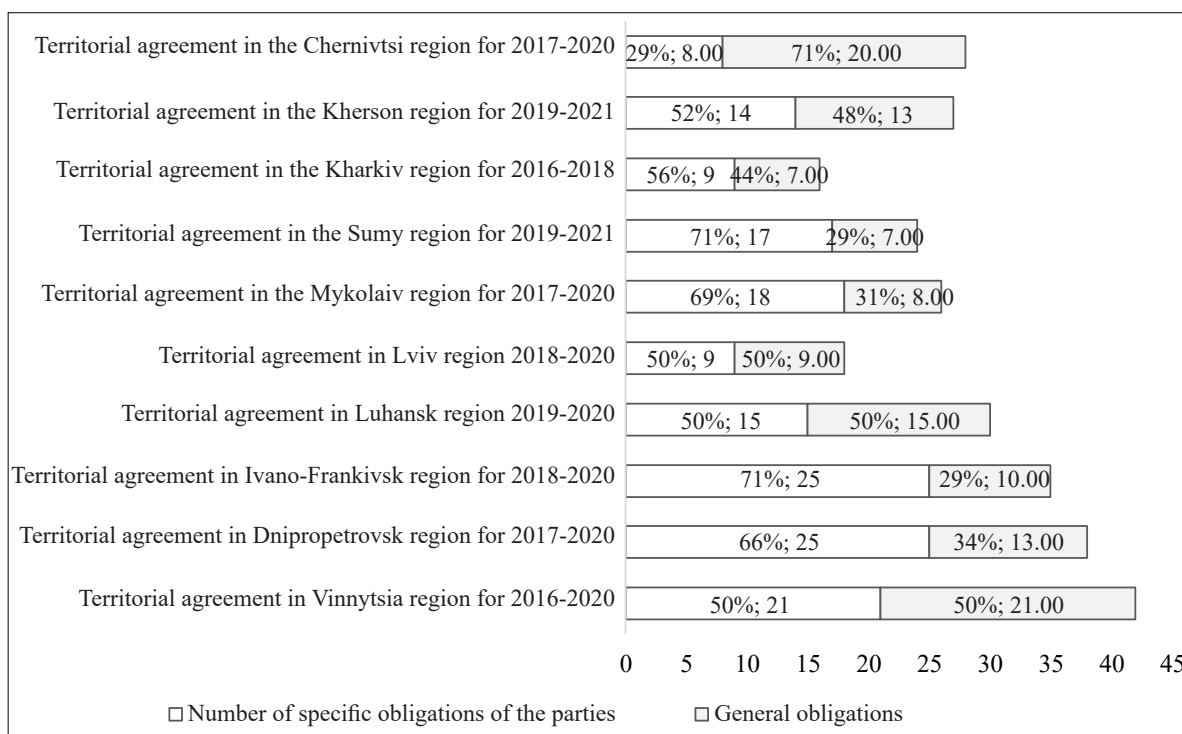 Territorial agreement in the Chernivtsi region for 2017-2020
29%; 8.00
71%; 20.00
Territorial agreement in the Kherson region for 2019-2021
52%; 14
48%; 13
Territorial agreement in the Kharkiv region for 2016-2018
56%; 9
44%; 7.00
Territorial agreement in the Sumy region for 2019-2021
71%; 17
29%; 7.00
Territorial agreement in the Mykolaiv region for 2017-2020
69%; 18
31%; 8.00
Territorial agreement in Lviv region 2018-2020
50%; 9
50%; 9.00
Territorial agreement in Luhansk region 2019-2020
50%; 15
50%; 15.00
Territorial agreement in Ivano-Frankivsk region for 2018-2020
71%; 25
29%; 10.00
Territorial agreement in Dnipropetrovsk region for 2017-2020
66%; 25
34%; 13.00
Territorial agreement in Vinnytsia region for 2016-2020
50%; 21
50%; 21.00
0 5 10 15 20 25 30 35 40 45
Number of specific obligations of the parties
General obligations